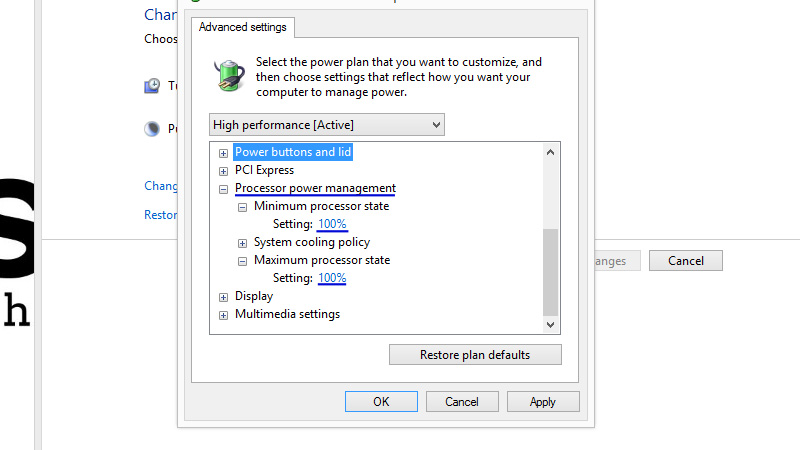 Advanced settings
Chan
Choos
Select the power plan that you want to customize, and
then choose settings that reflect how you want your
computer to manage power.
High performance [Active]
Power buttons and lid
PCI Express
Processor power management
Minimum processor state
Setting: 100%
System cooling policy
Maximum processor state
Setting: 100%
Display
Multimedia settings
Restore plan defaults
OK
Cancel
Apply
Tu
Pu
Chang
Restor
anges
Cancel
s
h